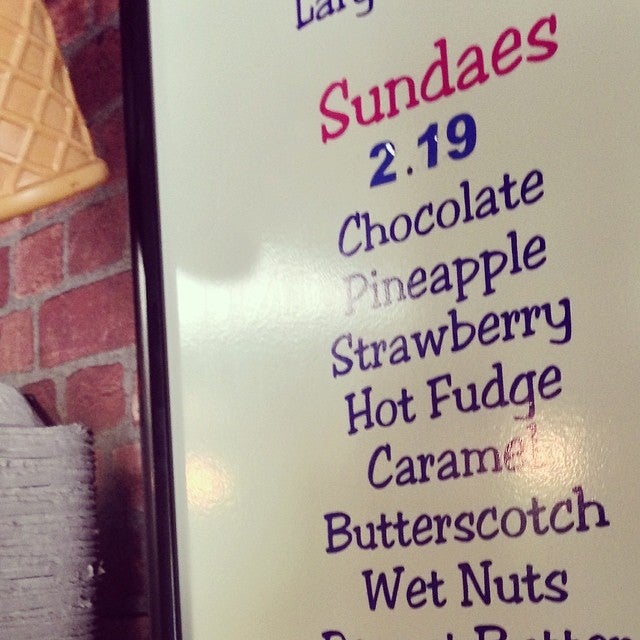 Sundaes
2.19
Chocolate
Pineapple
Strawberry
Hot Fudge
Caramel
Butterscotch
Wet Nuts